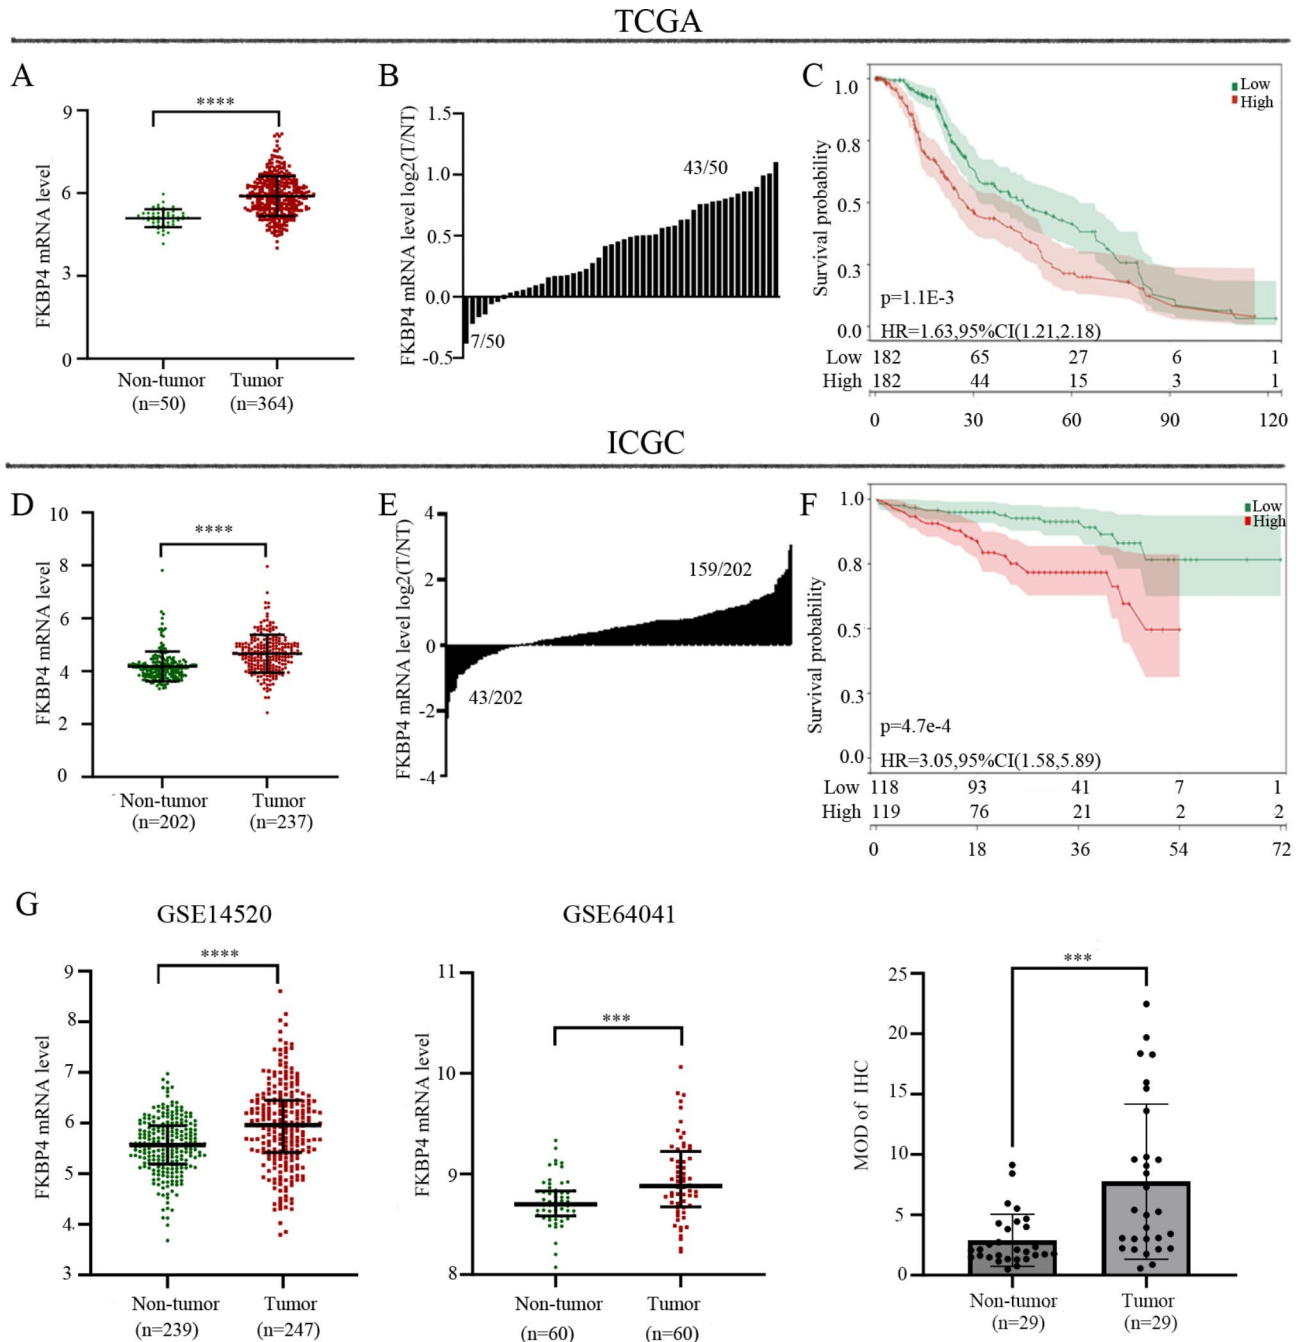 TCGA
A
FKBP4 mRNA level
9
6
3
0
****
Non-tumor
(n=50)
Tumor
(n=364)
B
FKBP4 mRNA level log2(T/NT)
1.5
1.0
0.5
0.0
-0.5
43/50
7/50
C
Survival probability
1.0
0.8
0.5
0.3
0.0
Low
High
p=1.1E-3
HR=1.63,95%CI(1.21,2.18)
Low 182 65 27 6 1
High 182 44 15 3 1
0 30 60 90 120
ICGC
D
FKBP4 mRNA level
10
8
6
4
2
0
****
Non-tumor
(n=202)
Tumor
(n=237)
E
FKBP4 mRNA level log2(T/NT)
4
2
0
-2
-4
159/202
43/202
F
Survival probability
1.0
0.8
0.5
0.3
0.0
Low
High
p=4.7e-4
HR=3.05,95%CI(1.58,5.89)
Low 118 93 41 7 1
High 119 76 21 2 2
0 18 36 54 72
G
GSE14520
FKBP4 mRNA level
9
8
7
6
5
4
3
****
Non-tumor
(n=239)
Tumor
(n=247)
GSE64041
FKBP4 mRNA level
11
10
9
8
***
Non-tumor
(n=60)
Tumor
(n=60)
MOD of IHC
25
20
15
10
5
0
***
Non-tumor
(n=29)
Tumor
(n=29)